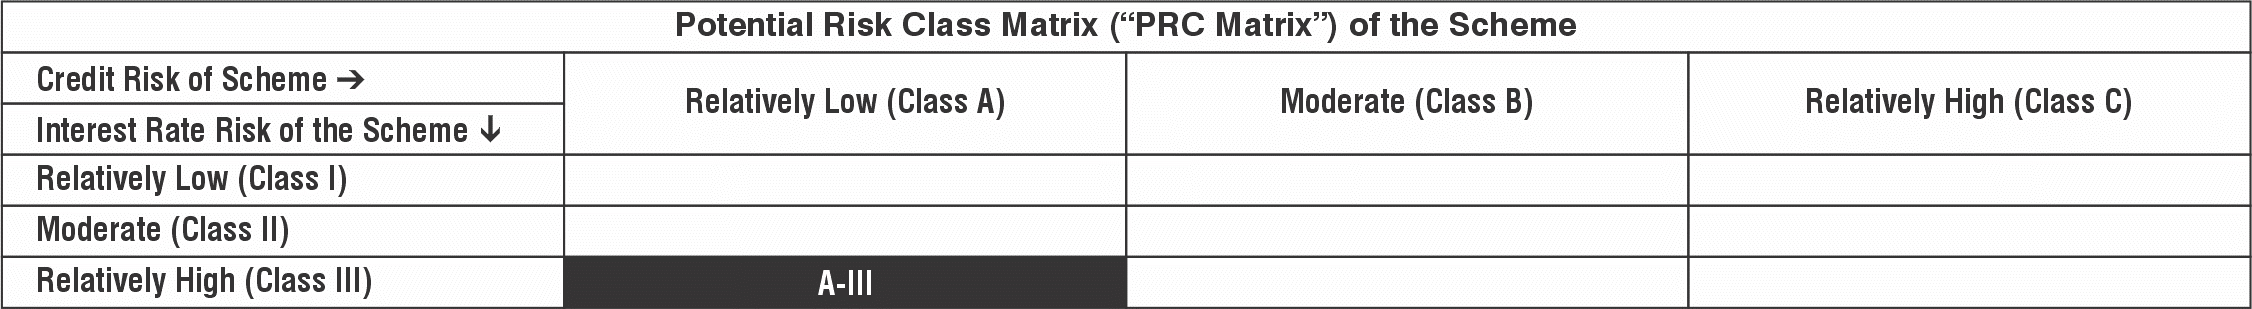 Potential Risk Class Matrix (“PRC Matrix”) of the Scheme
Credit Risk of Scheme →
Relatively Low (Class A)
Moderate (Class B)
Relatively High (Class C)
Interest Rate Risk of the Scheme ↓
Relatively Low (Class I)
Moderate (Class II)
Relatively High (Class III)
A-III